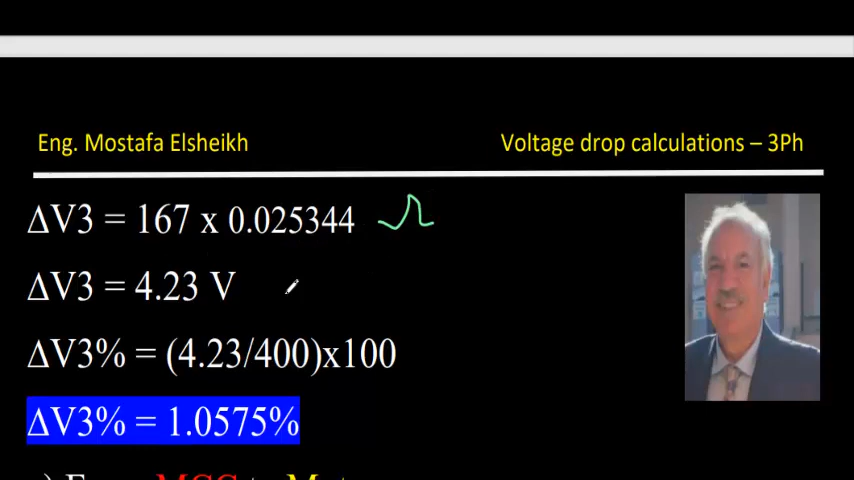 Eng. Mostafa Elsheikh
Voltage drop calculations – 3Ph
ΔV3 = 167 x 0.025344 Ω
ΔV3 = 4.23 V
ΔV3% = (4.23/400)x100
ΔV3% = 1.0575%